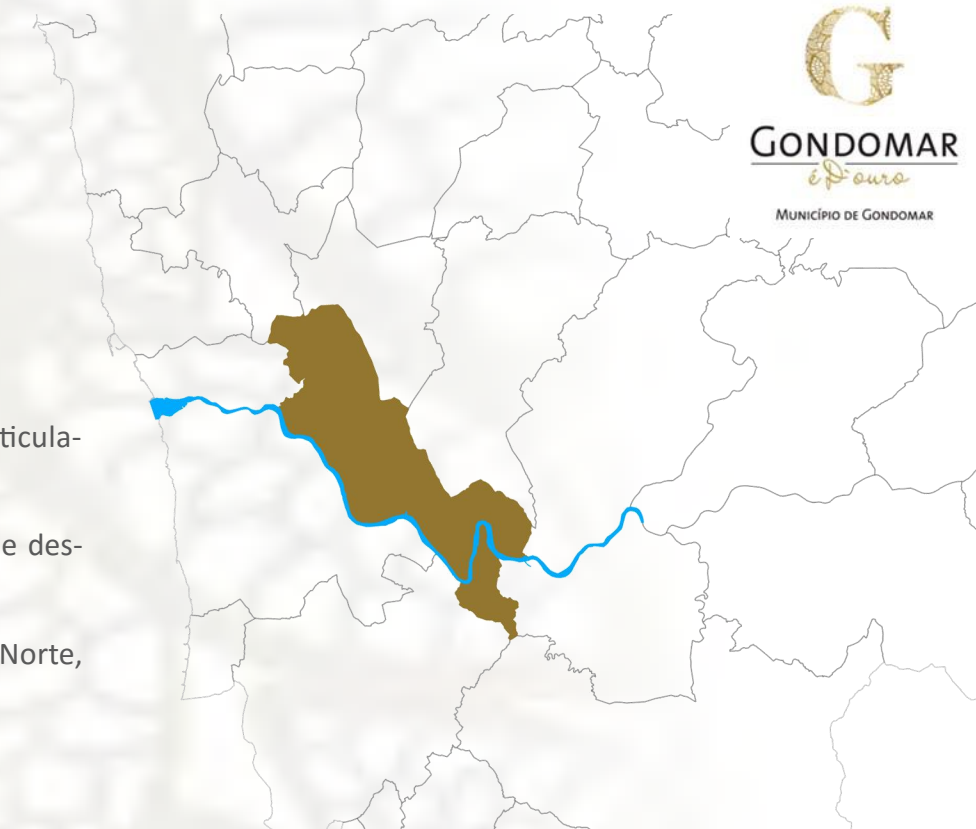 G
GONDOMAR
é D'ouro
MUNICÍPIO DE GONDOMAR
ticula-
e des-
Norte,